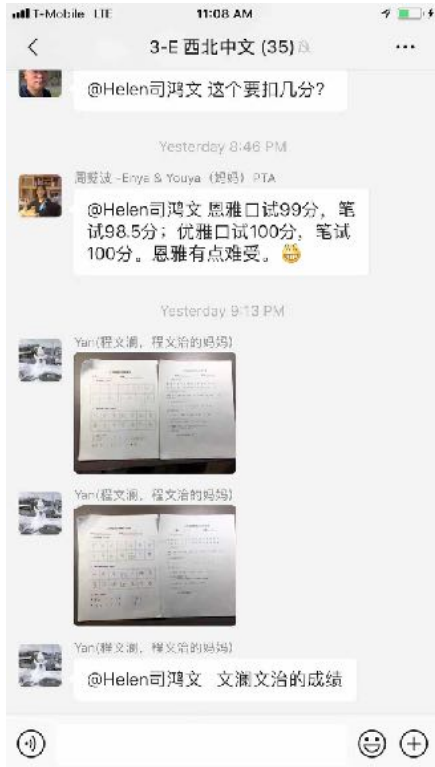 T-Mobile LTE 11:08 AM
3-E 西北中文 (35)
@Helen司鸿文 这个要扣几分?
Yesterday 8:46 PM
-Enya & Youya (妈妈) PTA
@Helen司鸿文 恩雅口试99分，笔
试98.5分；优雅口试100分，笔试
100分。恩雅有点难受。
Yesterday 9:13 PM
Yan(程文澜，程文治的妈妈)
Yan(程文澜，程文治的妈妈)
Yan(程文澜，程文治的妈妈)
@Helen司鸿文 文澜文治的成绩